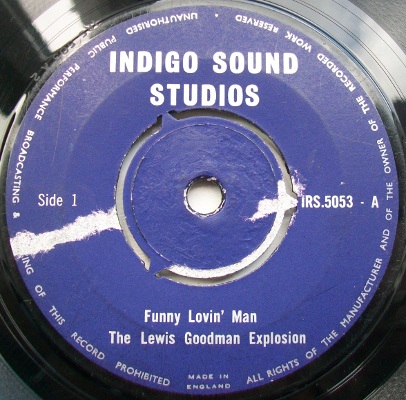 INDIGO SOUND
STUDIOS
Side 1
IRS.5053 - A
Funny Lovin' Man
The Lewis Goodman Explosion
MADE IN
ENGLAND
ALL RIGHTS OF THE MANUFACTURER AND OF THE OWNER OF THE RECORDED WORK RESERVED • UNAUTHORISED PUBLIC PERFORMANCE BROADCASTING & OF THIS RECORD PROHIBITED